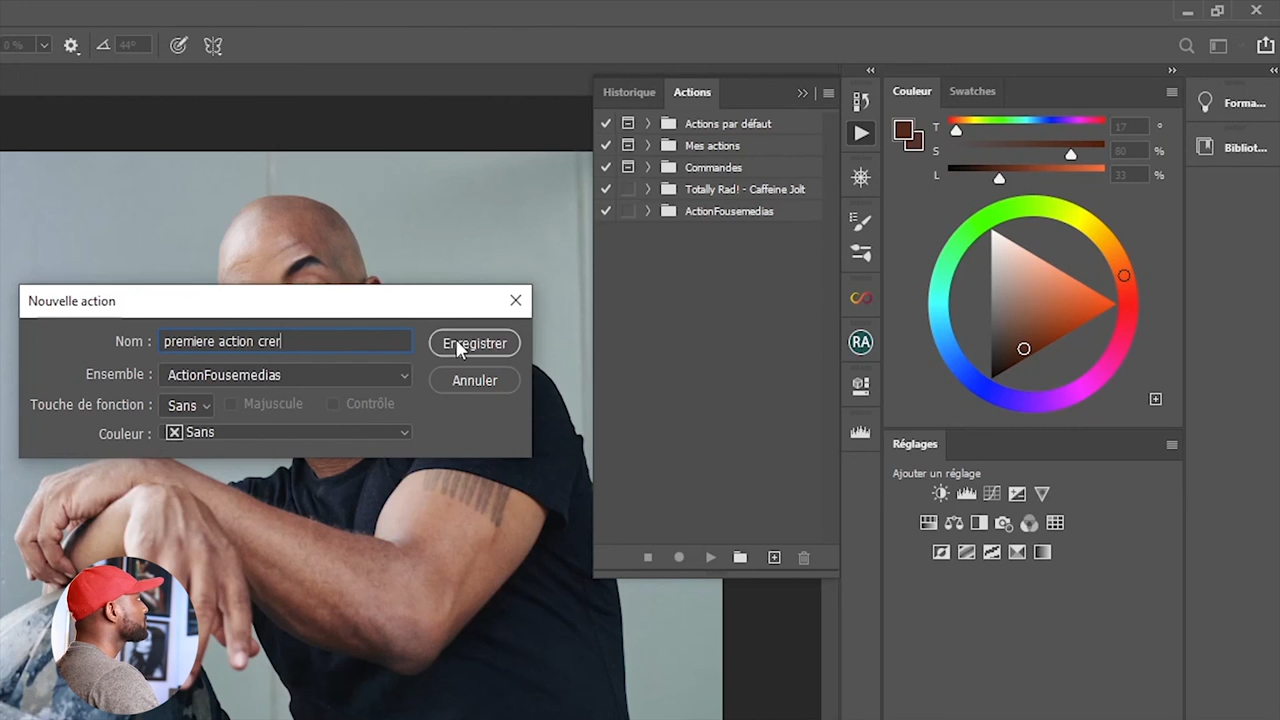 0 %
44°
Historique
Actions
Actions par défaut
Mes actions
Commandes
Totally Rad! - Caffeine Jolt
ActionFousemedias
Nouvelle action
Nom :
premiere action crer
Enregistrer
Ensemble :
ActionFousemedias
Annuler
Touche de fonction :
Sans
Majuscule
Contrôle
Couleur :
Sans
RA
Couleur
Swatches
T
17
°
S
80
%
L
33
%
Réglages
Ajouter un réglage
Forma...
Bibliot...